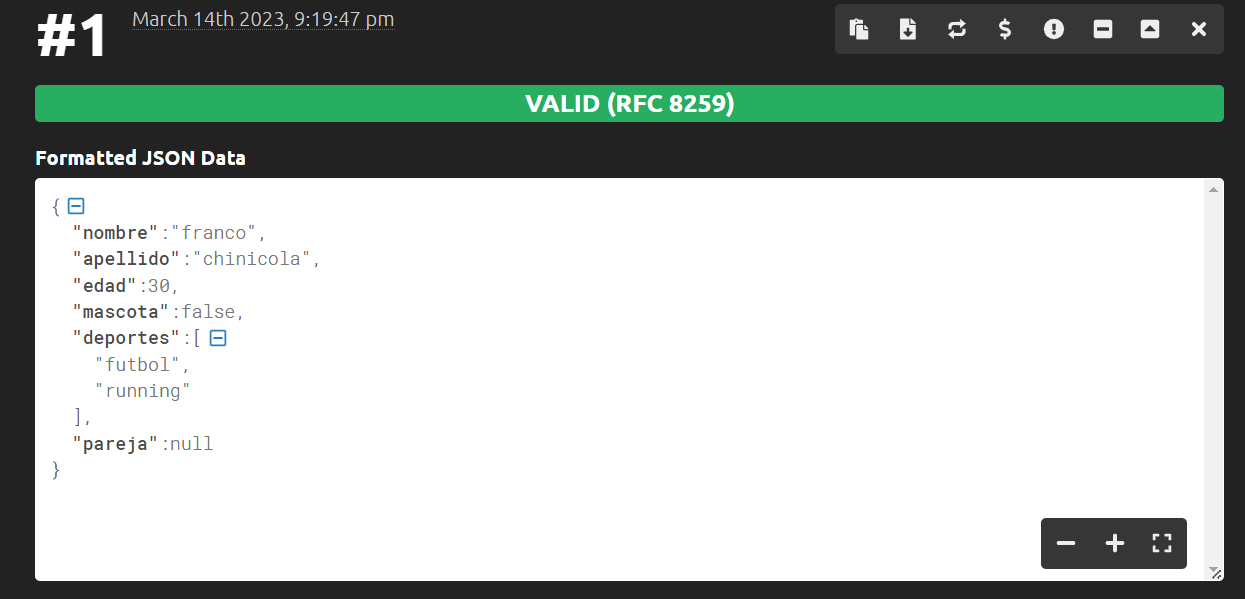 #1 March 14th 2023, 9:19:47 pm
VALID (RFC 8259)
Formatted JSON Data
{
"nombre":"franco",
"apellido":"chinicola",
"edad":30,
"mascota":false,
"deportes":[
"futbol",
"running"
],
"pareja":null
}